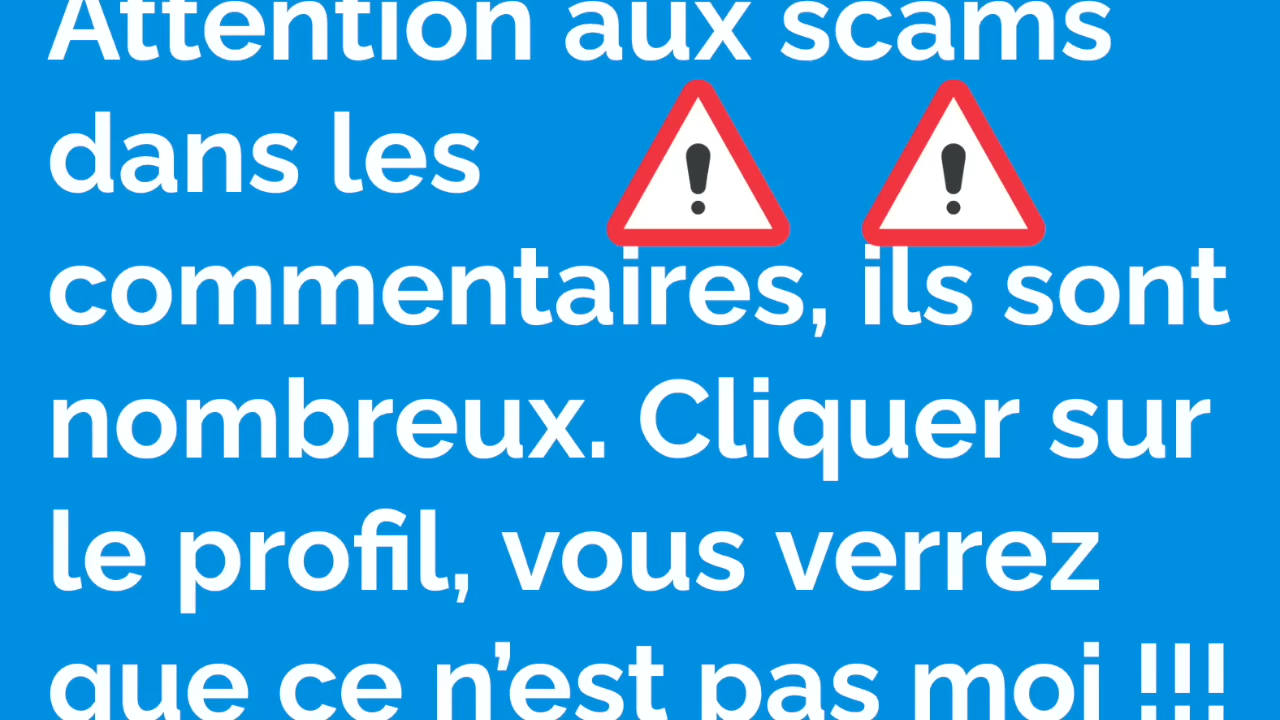 Attention aux scams
dans les
commentaires, ils sont
nombreux. Cliquer sur
le profil, vous verrez
que ce n’est pas moi !!!